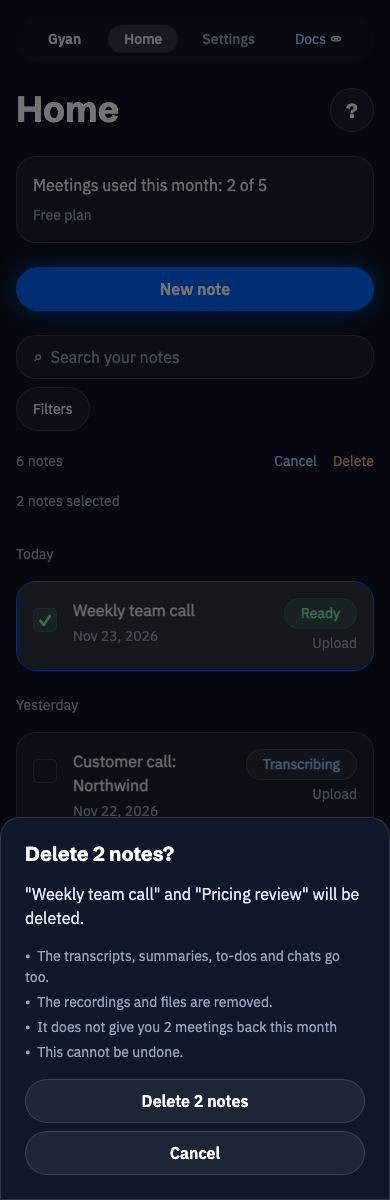 Gyan Home Settings Docs
Home
?
Meetings used this month: 2 of 5
Free plan
New note
Search your notes
Filters
6 notes Cancel Delete
2 notes selected
Today
Weekly team call Ready
Nov 23, 2026 Upload
Yesterday
Customer call: Transcribing
Northwind Upload
Nov 22, 2026
Delete 2 notes?
"Weekly team call" and "Pricing review" will be
deleted.
• The transcripts, summaries, to-dos and chats go
too.
• The recordings and files are removed.
• It does not give you 2 meetings back this month
• This cannot be undone.
Delete 2 notes
Cancel